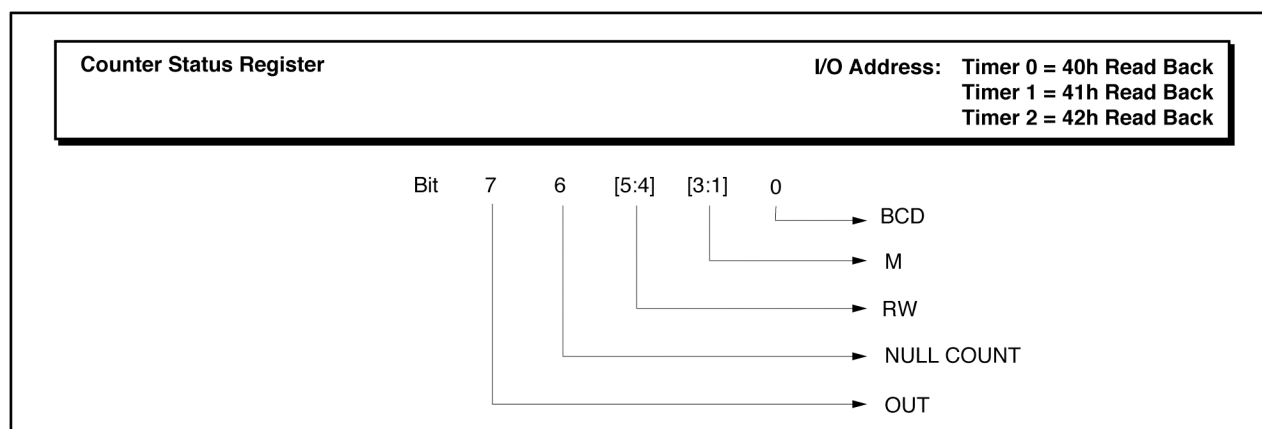 Counter Status Register
I/O Address: Timer 0 = 40h Read Back
Timer 1 = 41h Read Back
Timer 2 = 42h Read Back
Bit 7 6 [5:4] [3:1] 0
BCD
M
RW
NULL COUNT
OUT